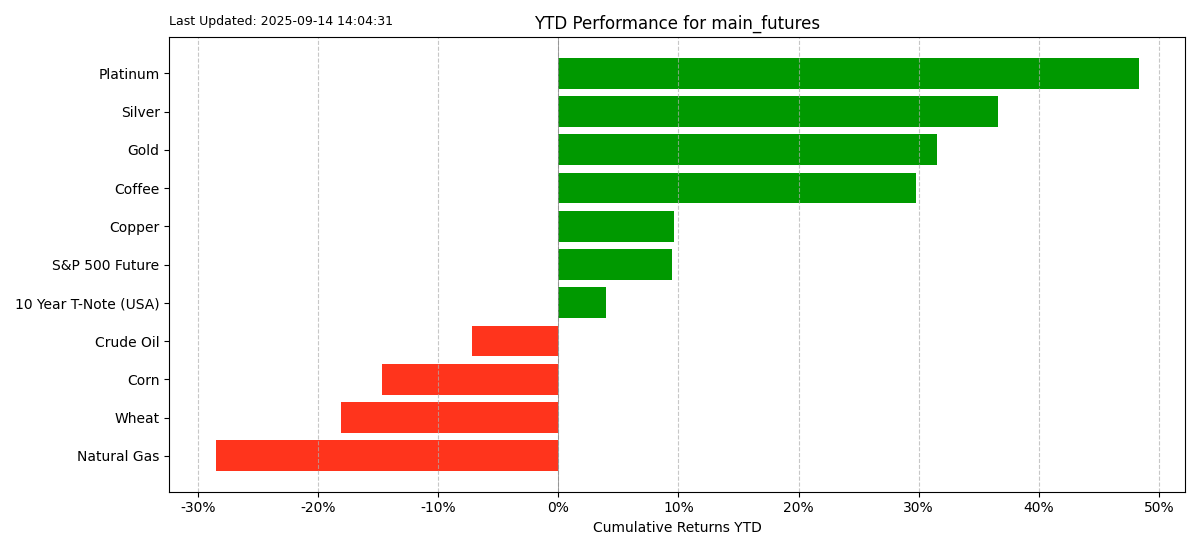 Last Updated: 2025-09-14 14:04:31
YTD Performance for main_futures
Platinum
Silver
Gold
Coffee
Copper
S&P 500 Future
10 Year T-Note (USA)
Crude Oil
Corn
Wheat
Natural Gas
-30% -20% -10% 0% 10% 20% 30% 40% 50%
Cumulative Returns YTD